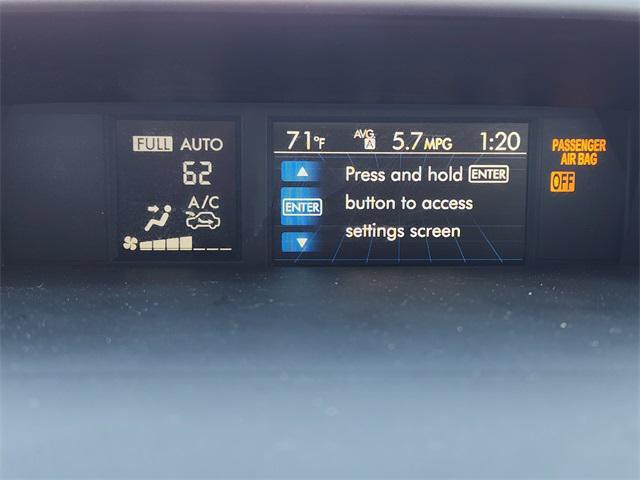 FULL AUTO
62
A/C
71°F AVG A 5.7 MPG 1:20
Press and hold ENTER
ENTER button to access
settings screen
PASSENGER
AIR BAG
OFF